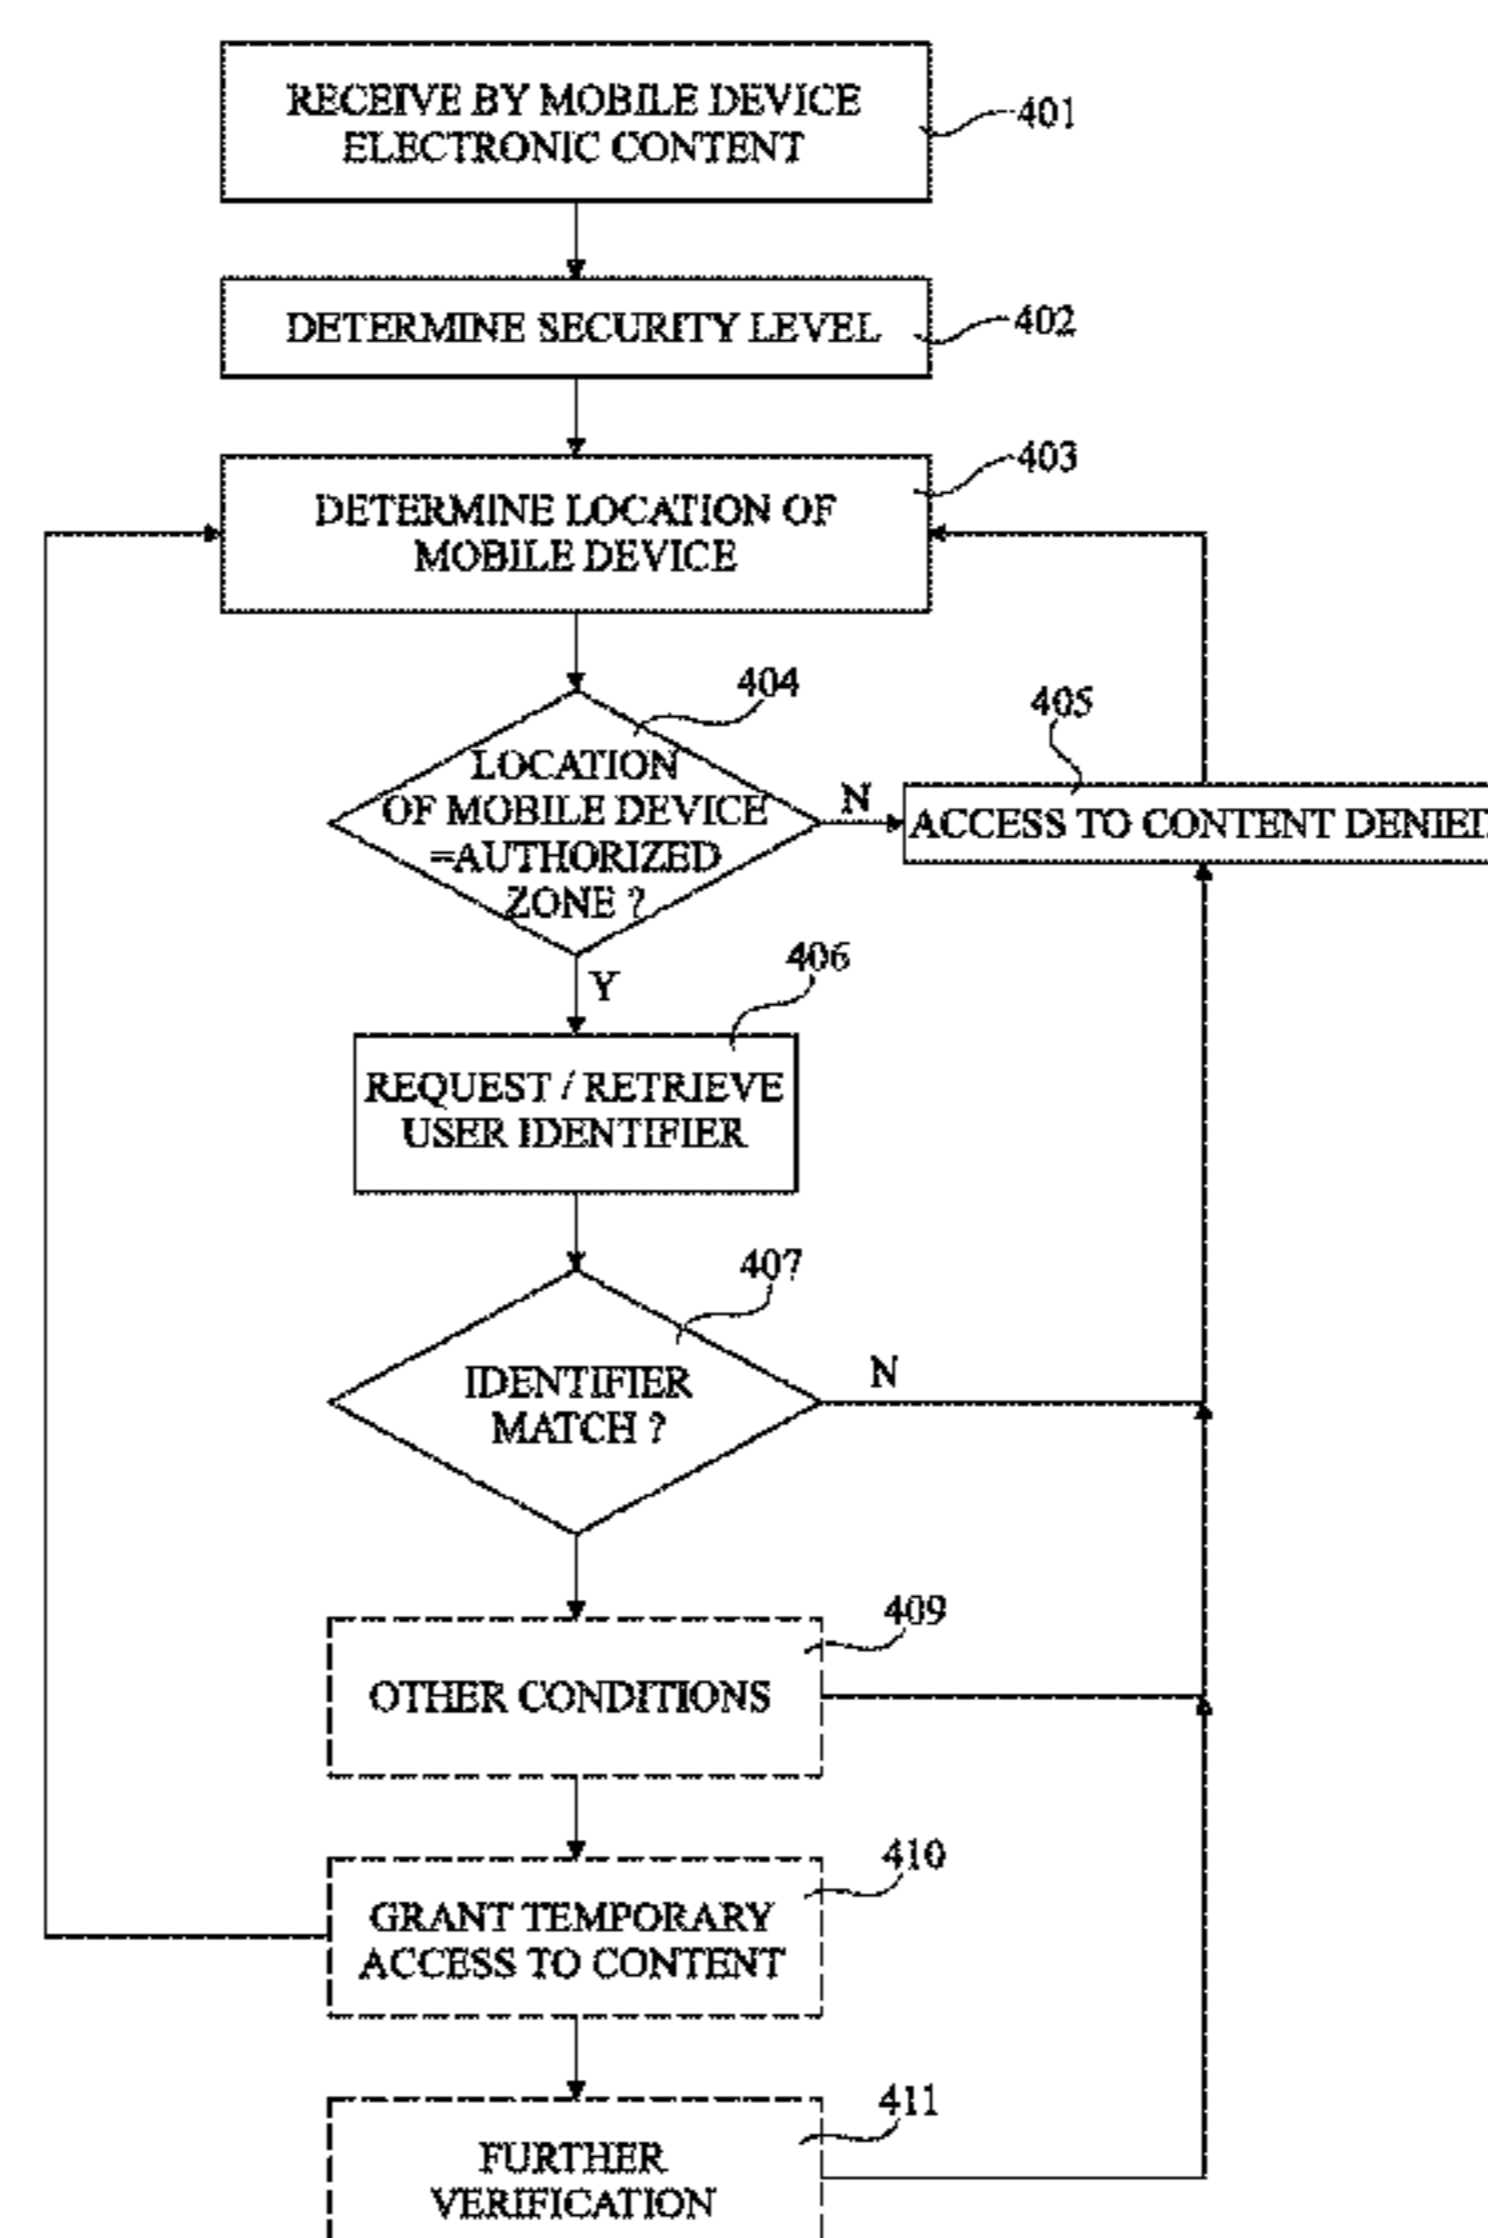 RECEIVE BY MOBILE DEVICE
ELECTRONIC CONTENT
401
DETERMINE SECURITY LEVEL
402
403
DETERMINE LOCATION OF
MOBILE DEVICE
404
LOCATION
OF MOBILE DEVICE
=AUTHORIZED
ZONE ?
N
405
ACCESS TO CONTENT DENIED
Y
406
REQUEST / RETRIEVE
USER IDENTIFIER
407
IDENTIFIER
MATCH ?
N
409
OTHER CONDITIONS
410
GRANT TEMPORARY
ACCESS TO CONTENT
411
FURTHER
VERIFICATION